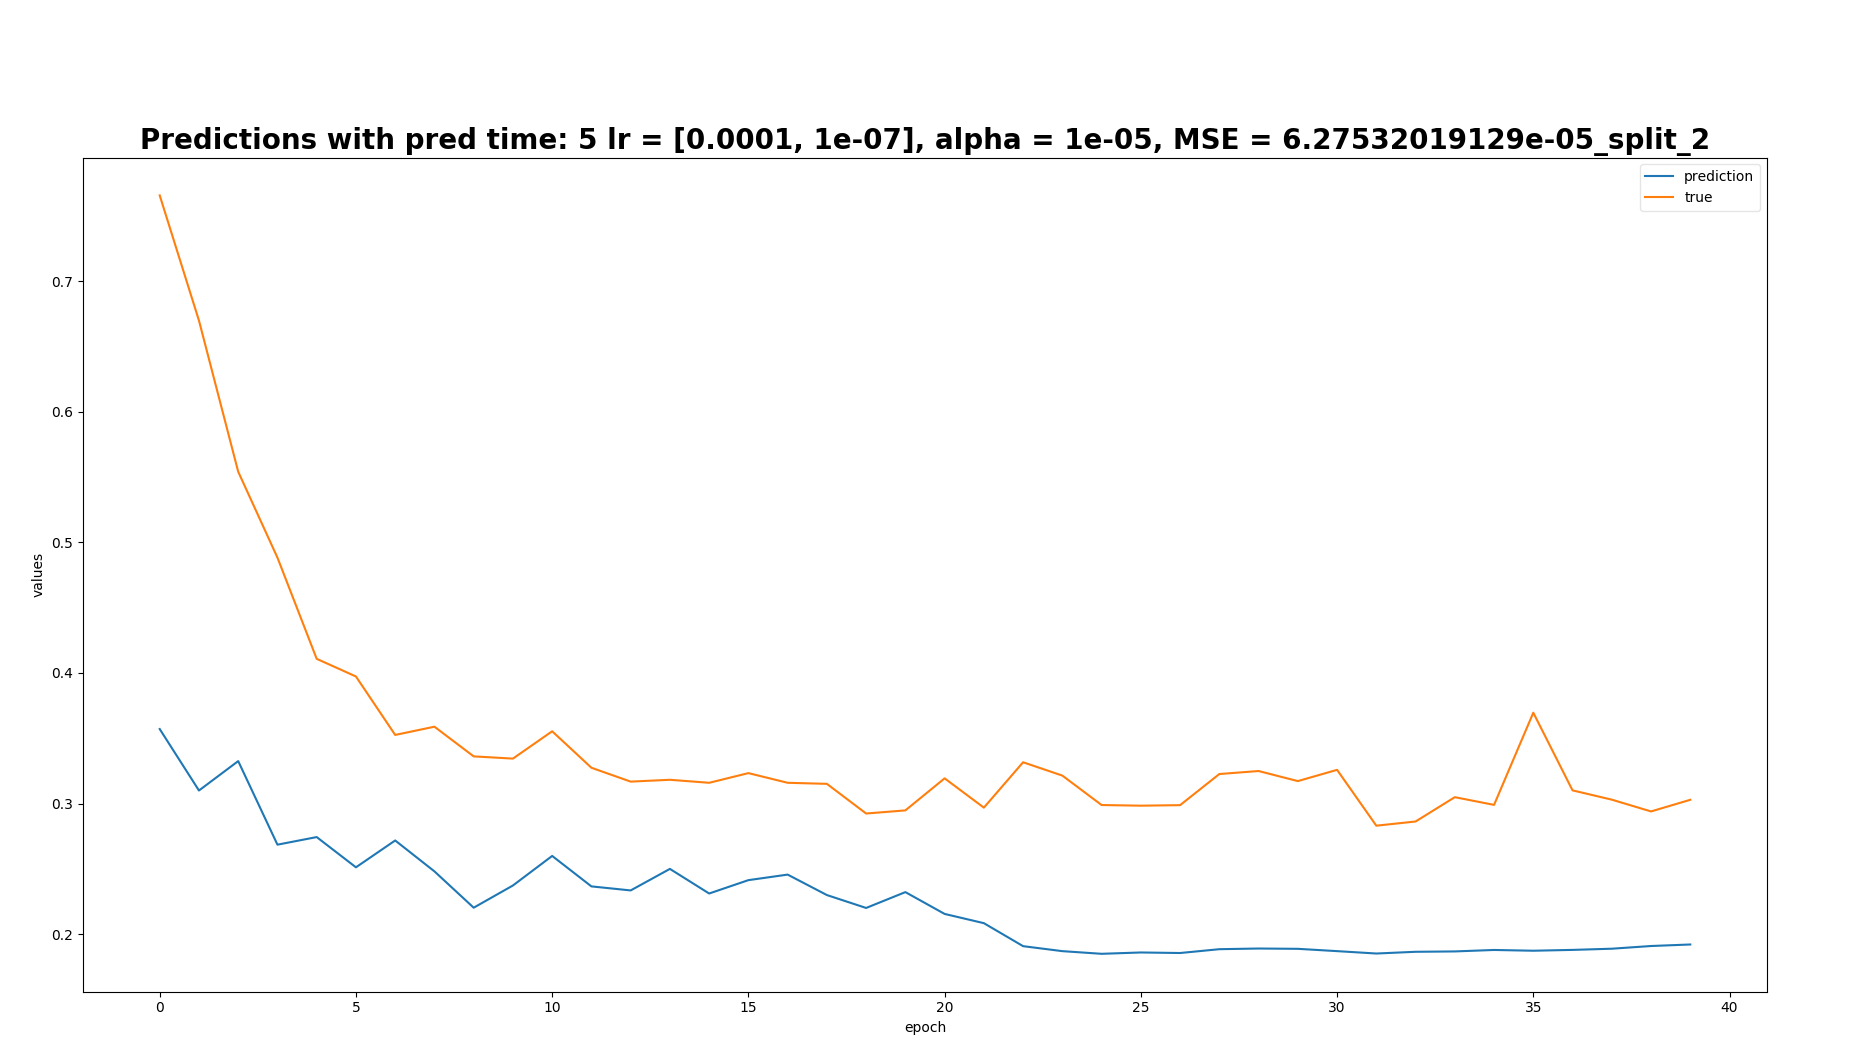 Predictions with pred time: 5 lr = [0.0001, 1e-07], alpha = 1e-05, MSE = 6.27532019129e-05_split_2
prediction
true
0.7
0.6
0.5
0.4
0.3
0.2
values
0 5 10 15 20 25 30 35 40
epoch